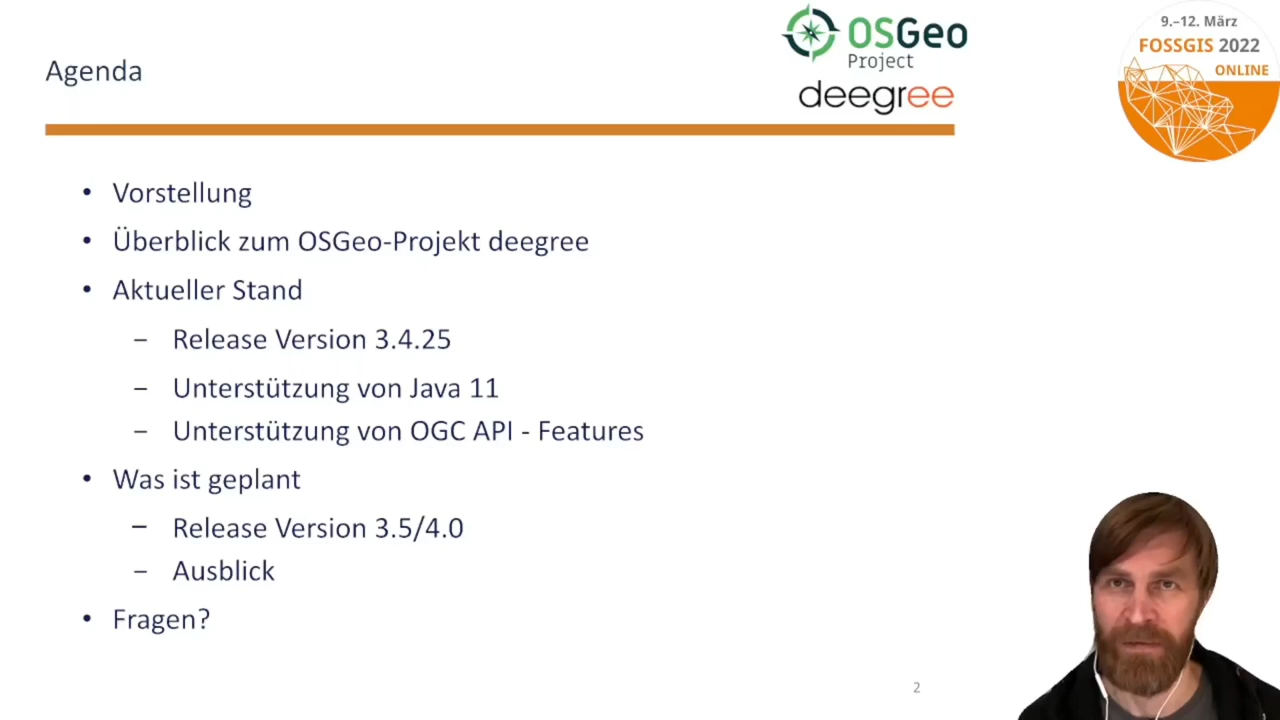 Agenda
OSGeo
Project
deegree
9.–12. März
FOSSGIS 2022
ONLINE
• Vorstellung
• Überblick zum OSGeo-Projekt deegree
• Aktueller Stand
– Release Version 3.4.25
– Unterstützung von Java 11
– Unterstützung von OGC API - Features
• Was ist geplant
– Release Version 3.5/4.0
– Ausblick
• Fragen?
2